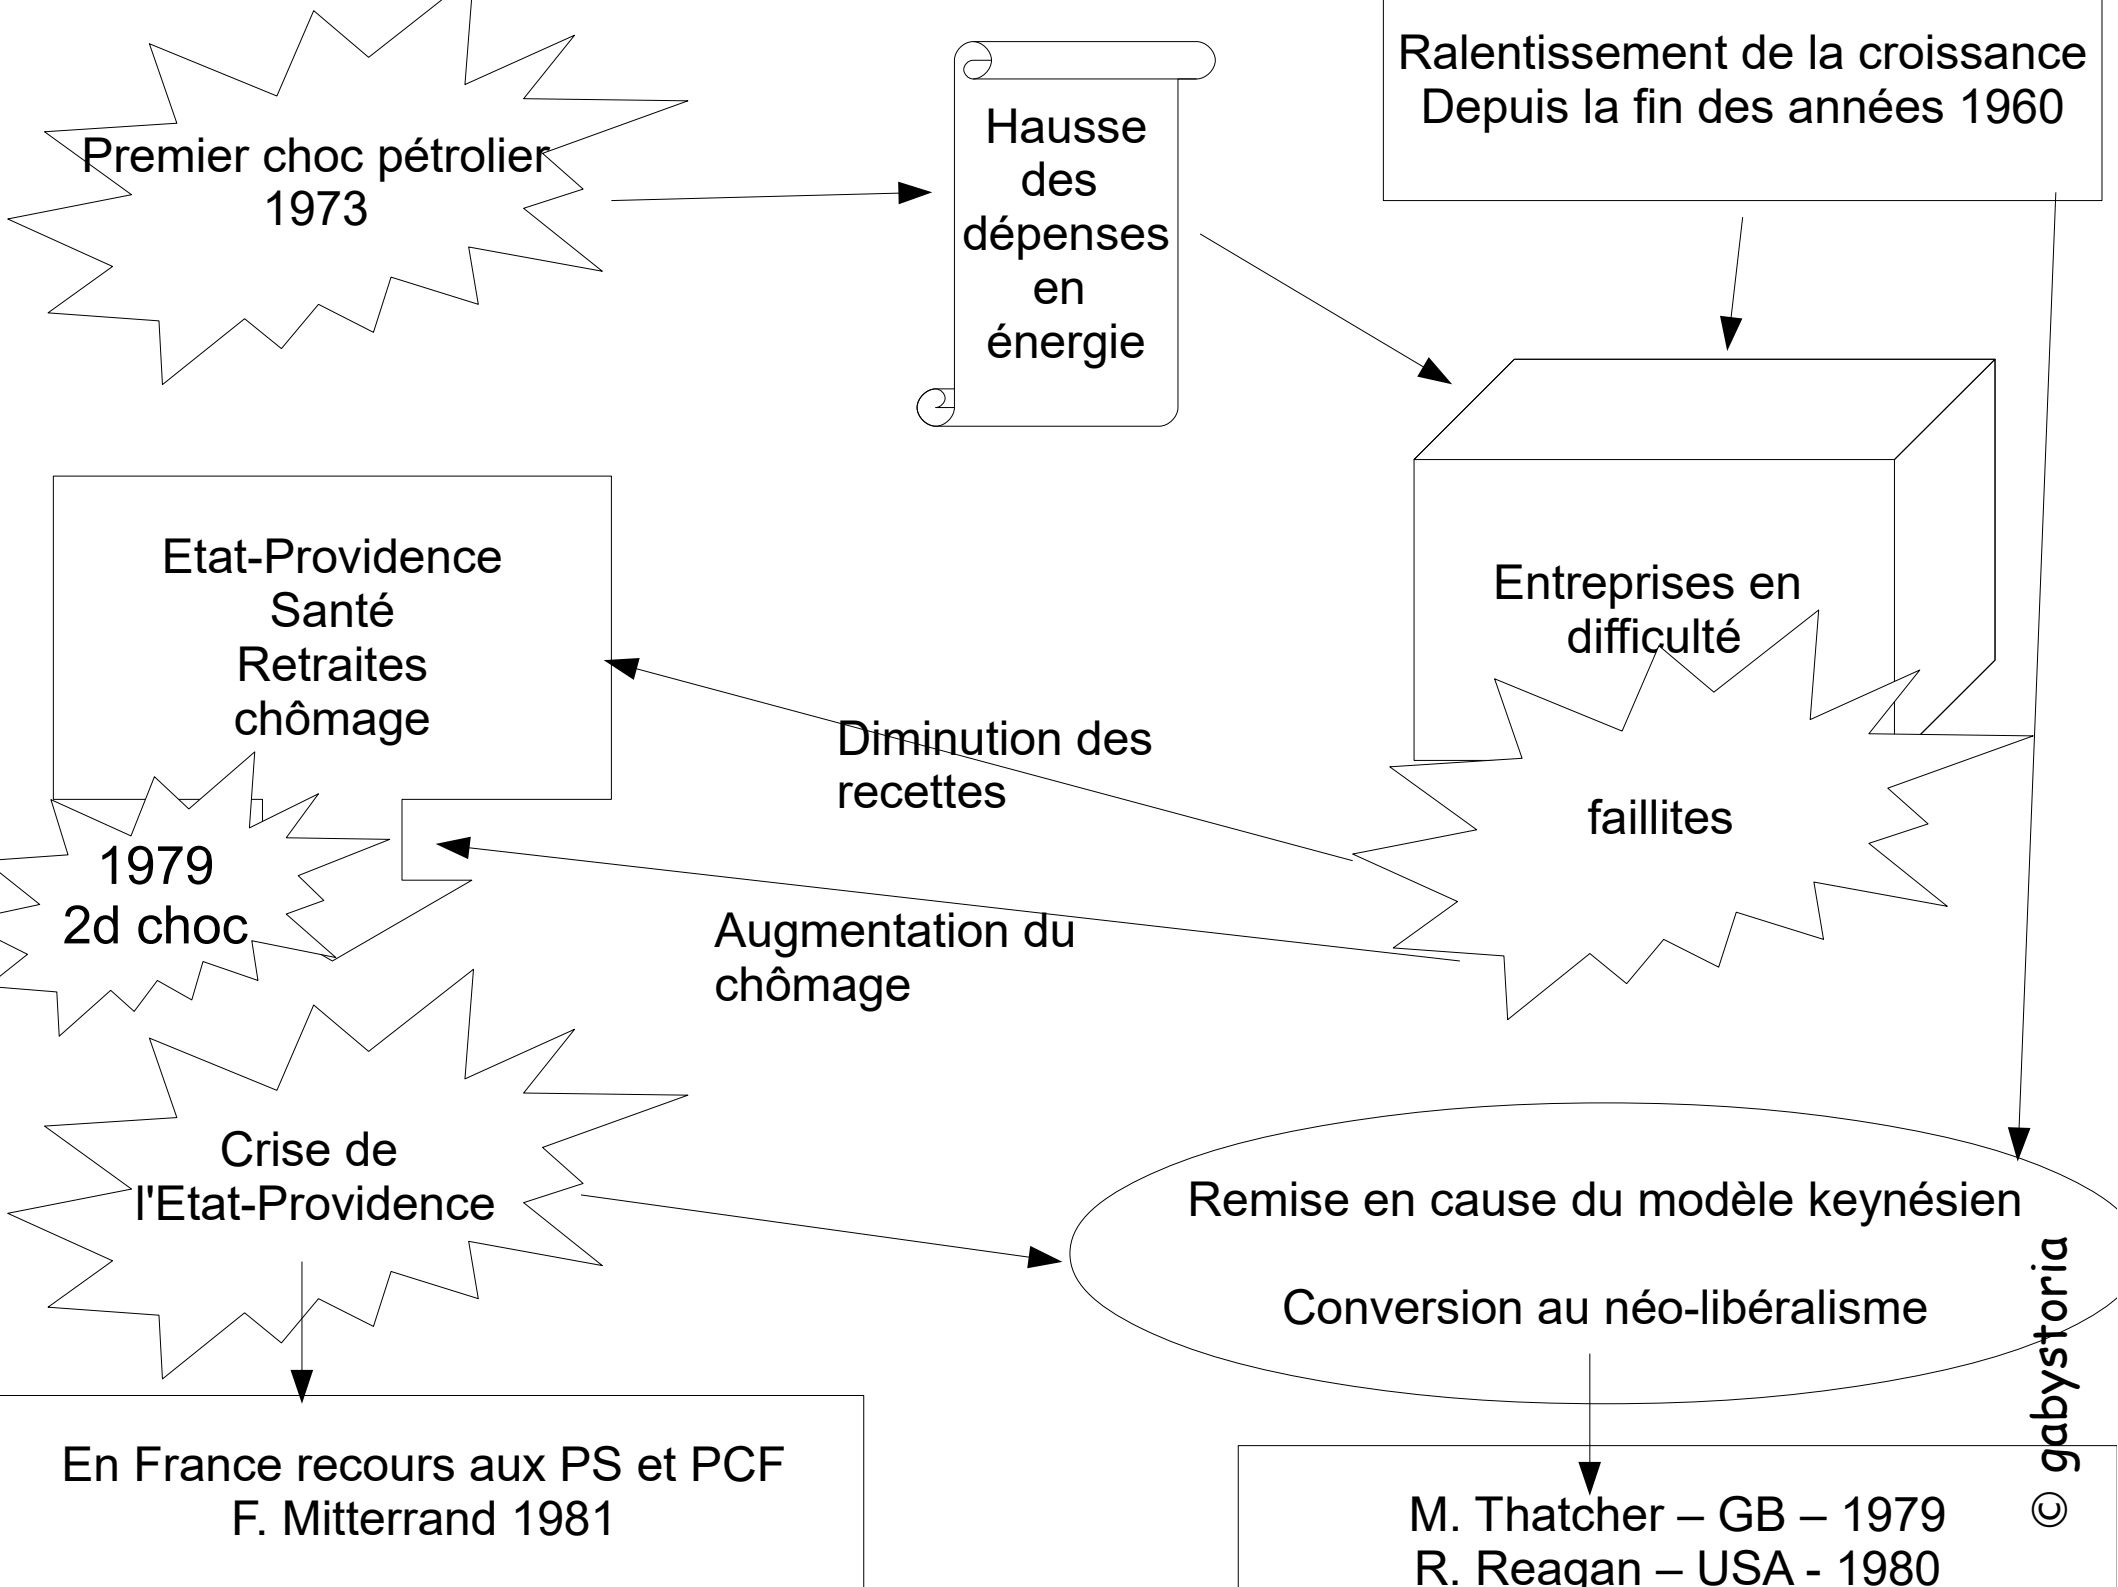 Premier choc pétrolier
1973
Hausse
des
dépenses
en
énergie
Ralentissement de la croissance
Depuis la fin des années 1960
Etat-Providence
Santé
Retraites
chômage
Entreprises en
difficulté
Diminution des
recettes
faillites
1979
2d choc
Augmentation du
chômage
Crise de
l'Etat-Providence
Remise en cause du modèle keynésien
Conversion au néo-libéralisme
En France recours aux PS et PCF
F. Mitterrand 1981
M. Thatcher – GB – 1979
R. Reagan – USA - 1980
© gabystoria